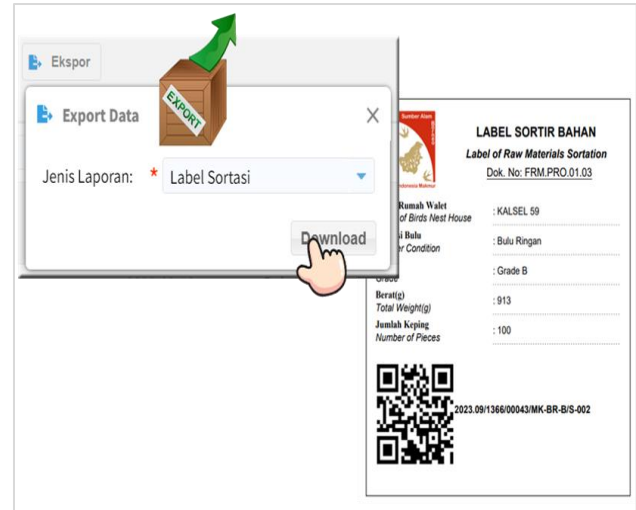 Ekspor
Export Data
EXPORT
Jenis Laporan: * Label Sortasi
Download
Sumber Alam
Indonesia Makmur
LABEL SORTIR BAHAN
Label of Raw Materials Sortation
Dok. No: FRM.PRO.01.03
Rumah Walet
of Birds Nest House : KALSEL 59
Bulu
Condition : Bulu Ringan
: Grade B
Berat(g)
Total Weight(g) : 913
Jumlah Keping
Number of Pieces : 100
2023.09/1366/00043/MK-BR-B/S-002